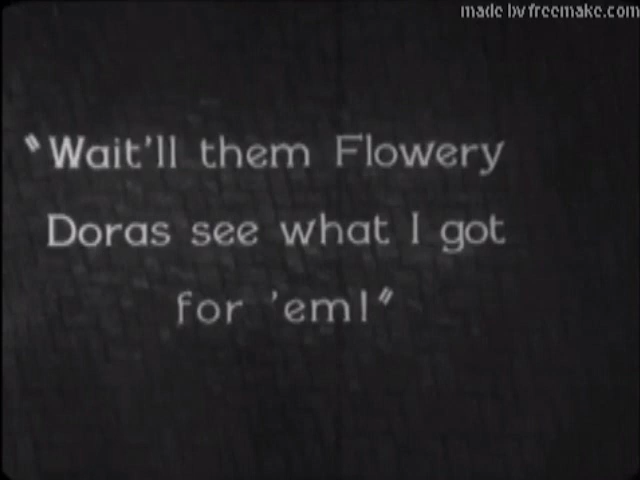 made by freemake.com
"Wait'll them Flowery
Doras see what I got
for 'em!"